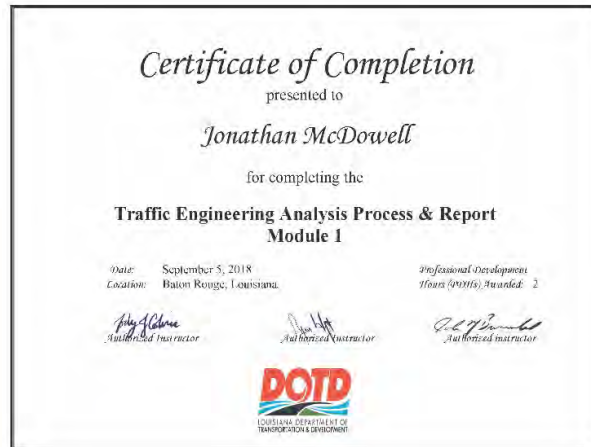 Certificate of Completion
presented to
Jonathan McDowell
for completing the
Traffic Engineering Analysis Process & Report
Module 1
Date: September 5, 2018
Professional Development
Location: Baton Rouge, Louisiana
Hours (PDHs) Awarded: 2
Authorized Instructor
Authorized Instructor
Authorized instructor
DOTD
LOUISIANA DEPARTMENT OF
TRANSPORTATION & DEVELOPMENT